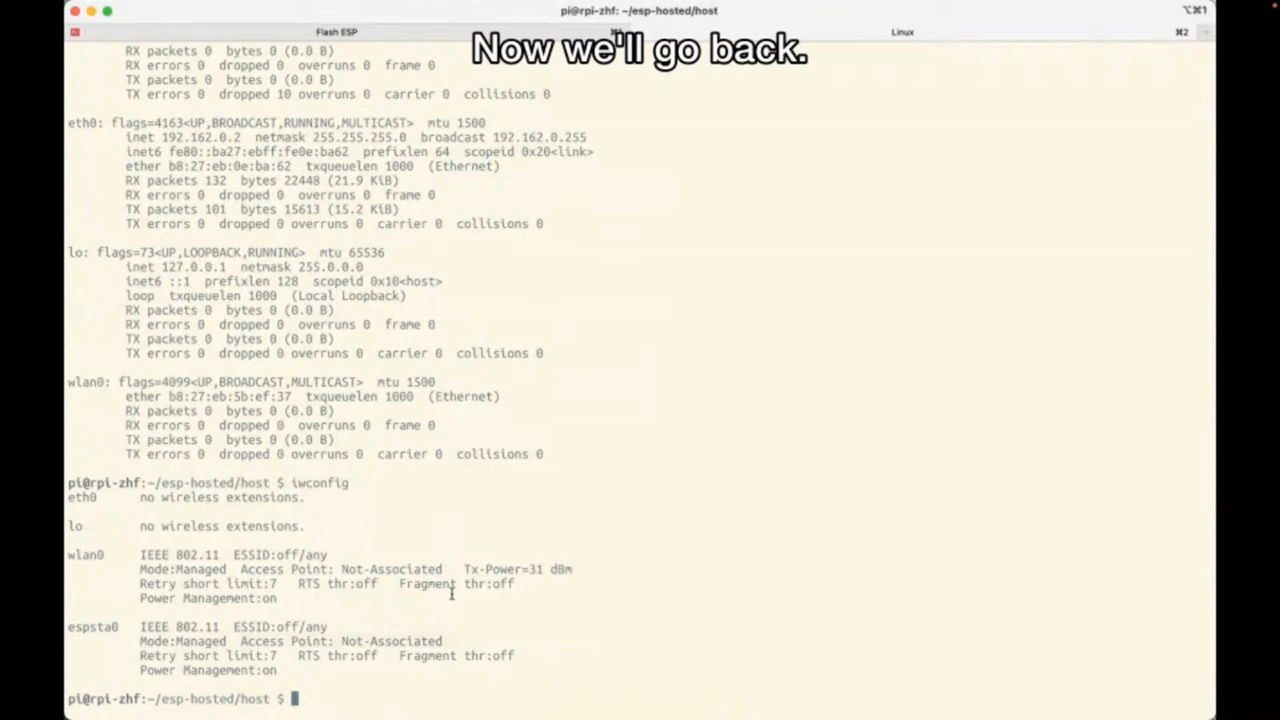 pi@rpi-zhf: ~/esp-hosted/host
⌥⌘1
Flash ESP
Linux
⌘2
+
Now we'll go back.
RX packets 0  bytes 0 (0.0 B)
RX errors 0  dropped 0  overruns 0  frame 0
TX packets 0  bytes 0 (0.0 B)
TX errors 0  dropped 10 overruns 0  carrier 0  collisions 0
eth0: flags=4163<UP,BROADCAST,RUNNING,MULTICAST>  mtu 1500
inet 192.162.0.2  netmask 255.255.255.0  broadcast 192.162.0.255
inet6 fe80::ba27:ebff:fe0e:ba62  prefixlen 64  scopeid 0x20<link>
ether b8:27:eb:0e:ba:62  txqueuelen 1000  (Ethernet)
RX packets 132  bytes 22448 (21.9 KiB)
RX errors 0  dropped 0  overruns 0  frame 0
TX packets 101  bytes 15613 (15.2 KiB)
TX errors 0  dropped 0 overruns 0  carrier 0  collisions 0
lo: flags=73<UP,LOOPBACK,RUNNING>  mtu 65536
inet 127.0.0.1  netmask 255.0.0.0
inet6 ::1  prefixlen 128  scopeid 0x10<host>
loop  txqueuelen 1000  (Local Loopback)
RX packets 0  bytes 0 (0.0 B)
RX errors 0  dropped 0  overruns 0  frame 0
TX packets 0  bytes 0 (0.0 B)
TX errors 0  dropped 0 overruns 0  carrier 0  collisions 0
wlan0: flags=4099<UP,BROADCAST,MULTICAST>  mtu 1500
ether b8:27:eb:5b:ef:37  txqueuelen 1000  (Ethernet)
RX packets 0  bytes 0 (0.0 B)
RX errors 0  dropped 0  overruns 0  frame 0
TX packets 0  bytes 0 (0.0 B)
TX errors 0  dropped 0 overruns 0  carrier 0  collisions 0
pi@rpi-zhf:~/esp-hosted/host $ iwconfig
eth0      no wireless extensions.
lo        no wireless extensions.
wlan0     IEEE 802.11  ESSID:off/any
Mode:Managed  Access Point: Not-Associated   Tx-Power=31 dBm
Retry short limit:7   RTS thr:off   Fragment thr:off
Power Management:on
espsta0   IEEE 802.11  ESSID:off/any
Mode:Managed  Access Point: Not-Associated
Retry short limit:7   RTS thr:off   Fragment thr:off
Power Management:on
pi@rpi-zhf:~/esp-hosted/host $